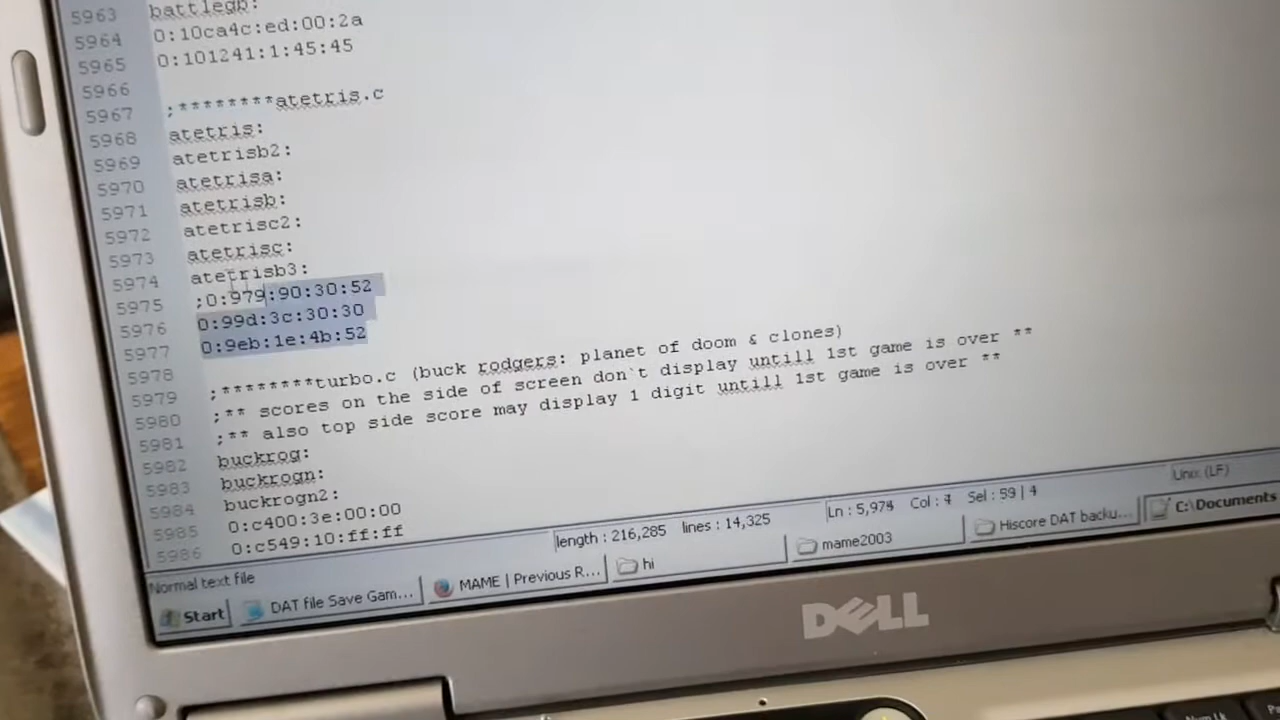 5963 battlegb:
5964 0:10ca4c:ed:00:2a
5965 0:101241:1:45:45
5966
5967 ;********atetris.c
5968 atetris:
5969 atetrisb2:
5970 atetrisa:
5971 atetrisb:
5972 atetrisc2:
5973 atetrisc:
5974 atetrisb3:
5975 ;0:979:90:30:52
5976 0:99d:3c:30:30
5977 0:9eb:1e:4b:52
5978
5979 ;********turbo.c (buck rodgers: planet of doom & clones)
5980 ;** scores on the side of screen don`t display untill 1st game is over **
5981 ;** also top side score may display 1 digit untill 1st game is over **
5982 buckrog:
5983 buckrogn:
5984 buckrogn2:
5985 0:c400:3e:00:00
5986 0:c549:10:ff:ff
Normal text file length : 216,285 lines : 14,325 Ln : 5,975 Col : 7 Sel : 59 | 4 Unix (LF)
Start DAT file Save Gam... MAME | Previous R... hi mame2003 Hiscore DAT backu... C:\Documents
DELL